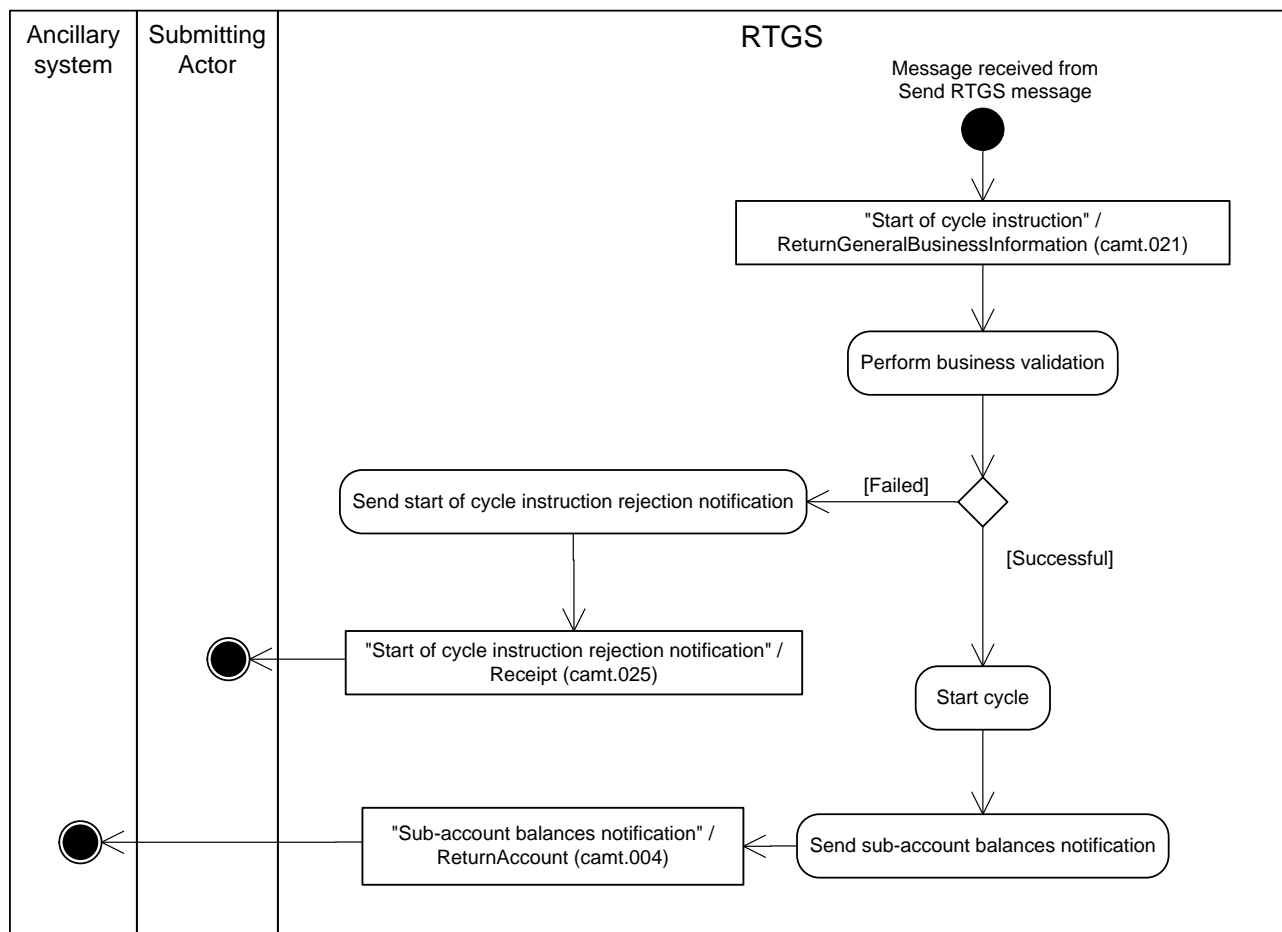 Ancillary
system
Submitting
Actor
RTGS
Message received from
Send RTGS message
"Start of cycle instruction" /
ReturnGeneralBusinessInformation (camt.021)
Perform business validation
[Failed]
Send start of cycle instruction rejection notification
[Successful]
"Start of cycle instruction rejection notification" /
Receipt (camt.025)
Start cycle
"Sub-account balances notification" /
ReturnAccount (camt.004)
Send sub-account balances notification